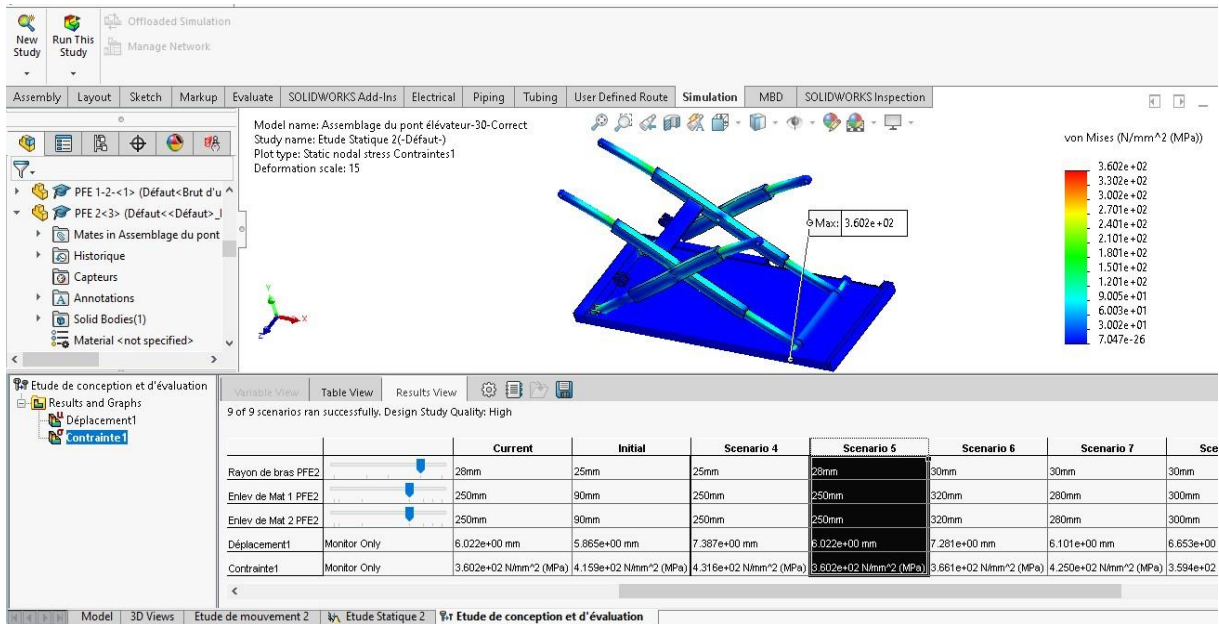 New Study
Run This Study
Offloaded Simulation
Manage Network
Assembly Layout Sketch Markup Evaluate SOLIDWORKS Add-Ins Electrical Piping Tubing User Defined Route Simulation MBD SOLIDWORKS Inspection
PFE 1-2-<1> (Défaut<Brut d'u
PFE 2<3> (Défaut<<Défaut>_
Mates in Assemblage du pont
Historique
Capteurs
Annotations
Solid Bodies(1)
Material <not specified>
Model name: Assemblage du pont élévateur-30-Correct
Study name: Etude Statique 2(-Défaut-)
Plot type: Static nodal stress Contraintes1
Deformation scale: 15
Max: 3.602e+02
Y
X
Z
von Mises (N/mm^2 (MPa))
3.602e+02
3.302e+02
3.002e+02
2.701e+02
2.401e+02
2.101e+02
1.801e+02
1.501e+02
1.201e+02
9.005e+01
6.003e+01
3.002e+01
7.047e-26
Etude de conception et d'évaluation
Results and Graphs
Déplacement1
Contrainte1
Variable View Table View Results View
9 of 9 scenarios ran successfully. Design Study Quality: High
Current Initial Scenario 4 Scenario 5 Scenario 6 Scenario 7 Sce
Rayon de bras PFE2 28mm 25mm 25mm 28mm 30mm 30mm 30mm
Enlev de Mat 1 PFE2 250mm 90mm 250mm 250mm 320mm 280mm 300mm
Enlev de Mat 2 PFE2 250mm 90mm 250mm 250mm 320mm 280mm 300mm
Déplacement1 Monitor Only 6.022e+00 mm 5.865e+00 mm 7.387e+00 mm 6.022e+00 mm 7.281e+00 mm 6.101e+00 mm 6.653e+00
Contrainte1 Monitor Only 3.602e+02 N/mm^2 (MPa) 4.159e+02 N/mm^2 (MPa) 4.316e+02 N/mm^2 (MPa) 3.602e+02 N/mm^2 (MPa) 3.661e+02 N/mm^2 (MPa) 4.250e+02 N/mm^2 (MPa) 3.594e+02
Model 3D Views Etude de mouvement 2 Etude Statique 2 Etude de conception et d'évaluation